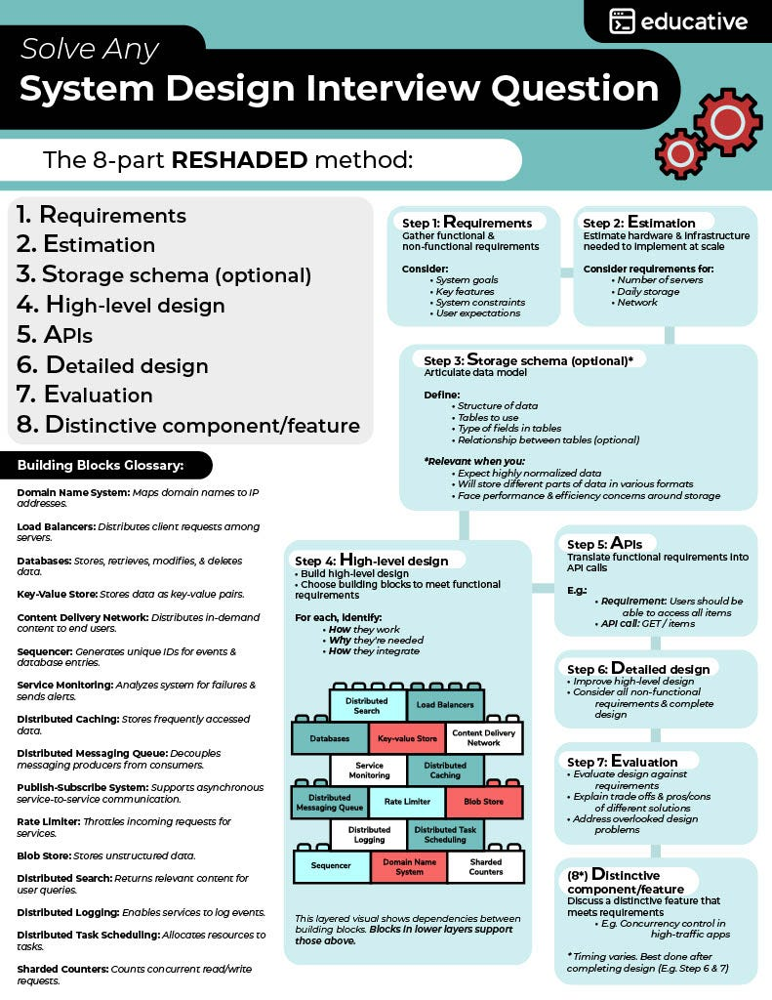 educative
Solve Any
System Design Interview Question
The 8-part RESHADED method:
1. Requirements
2. Estimation
3. Storage schema (optional)
4. High-level design
5. APIs
6. Detailed design
7. Evaluation
8. Distinctive component/feature
Building Blocks Glossary:
Domain Name System: Maps domain names to IP
addresses.
Load Balancers: Distributes client requests among
servers.
Databases: Stores, retrieves, modifies, & deletes
data.
Key-Value Store: Stores data as key-value pairs.
Content Delivery Network: Distributes in-demand
content to end users.
Sequencer: Generates unique IDs for events &
database entries.
Service Monitoring: Analyzes system for failures &
sends alerts.
Distributed Caching: Stores frequently accessed
data.
Distributed Messaging Queue: Decouples
messaging producers from consumers.
Publish-Subscribe System: Supports asynchronous
service-to-service communication.
Rate Limiter: Throttles incoming requests for
services.
Blob Store: Stores unstructured data.
Distributed Search: Returns relevant content for
user queries.
Distributed Logging: Enables services to log events.
Distributed Task Scheduling: Allocates resources to
tasks.
Sharded Counters: Counts concurrent read/write
requests.
Step 1: Requirements
Gather functional &
non-functional requirements
Consider:
• System goals
• Key features
• System constraints
• User expectations
Step 2: Estimation
Estimate hardware & infrastructure
needed to implement at scale
Consider requirements for:
• Number of servers
• Daily storage
• Network
Step 3: Storage schema (optional)*
Articulate data model
Define:
• Structure of data
• Tables to use
• Type of fields in tables
• Relationship between tables (optional)
*Relevant when you:
• Expect highly normalized data
• Will store different parts of data in various formats
• Face performance & efficiency concerns around storage
Step 4: High-level design
• Build high-level design
• Choose building blocks to meet functional
requirements
For each, identify:
• How they work
• Why they're needed
• How they integrate
Distributed
Search
Load Balancers
Databases
Key-value Store
Content Delivery
Network
Service
Monitoring
Distributed
Caching
Distributed
Messaging Queue
Rate Limiter
Blob Store
Distributed
Logging
Distributed Task
Scheduling
Sequencer
Domain Name
System
Sharded
Counters
This layered visual shows dependencies between
building blocks. Blocks in lower layers support
those above.
Step 5: APIs
Translate functional requirements into
API calls
E.g.:
• Requirement: Users should be
able to access all items
• API call: GET / items
Step 6: Detailed design
• Improve high-level design
• Consider all non-functional
requirements & complete
design
Step 7: Evaluation
• Evaluate design against
requirements
• Explain trade offs & pros/cons
of different solutions
• Address overlooked design
problems
(8*) Distinctive
component/feature
Discuss a distinctive feature that
meets requirements
• E.g. Concurrency control in
high-traffic apps
*Timing varies. Best done after
completing design (E.g. Step 6 & 7)